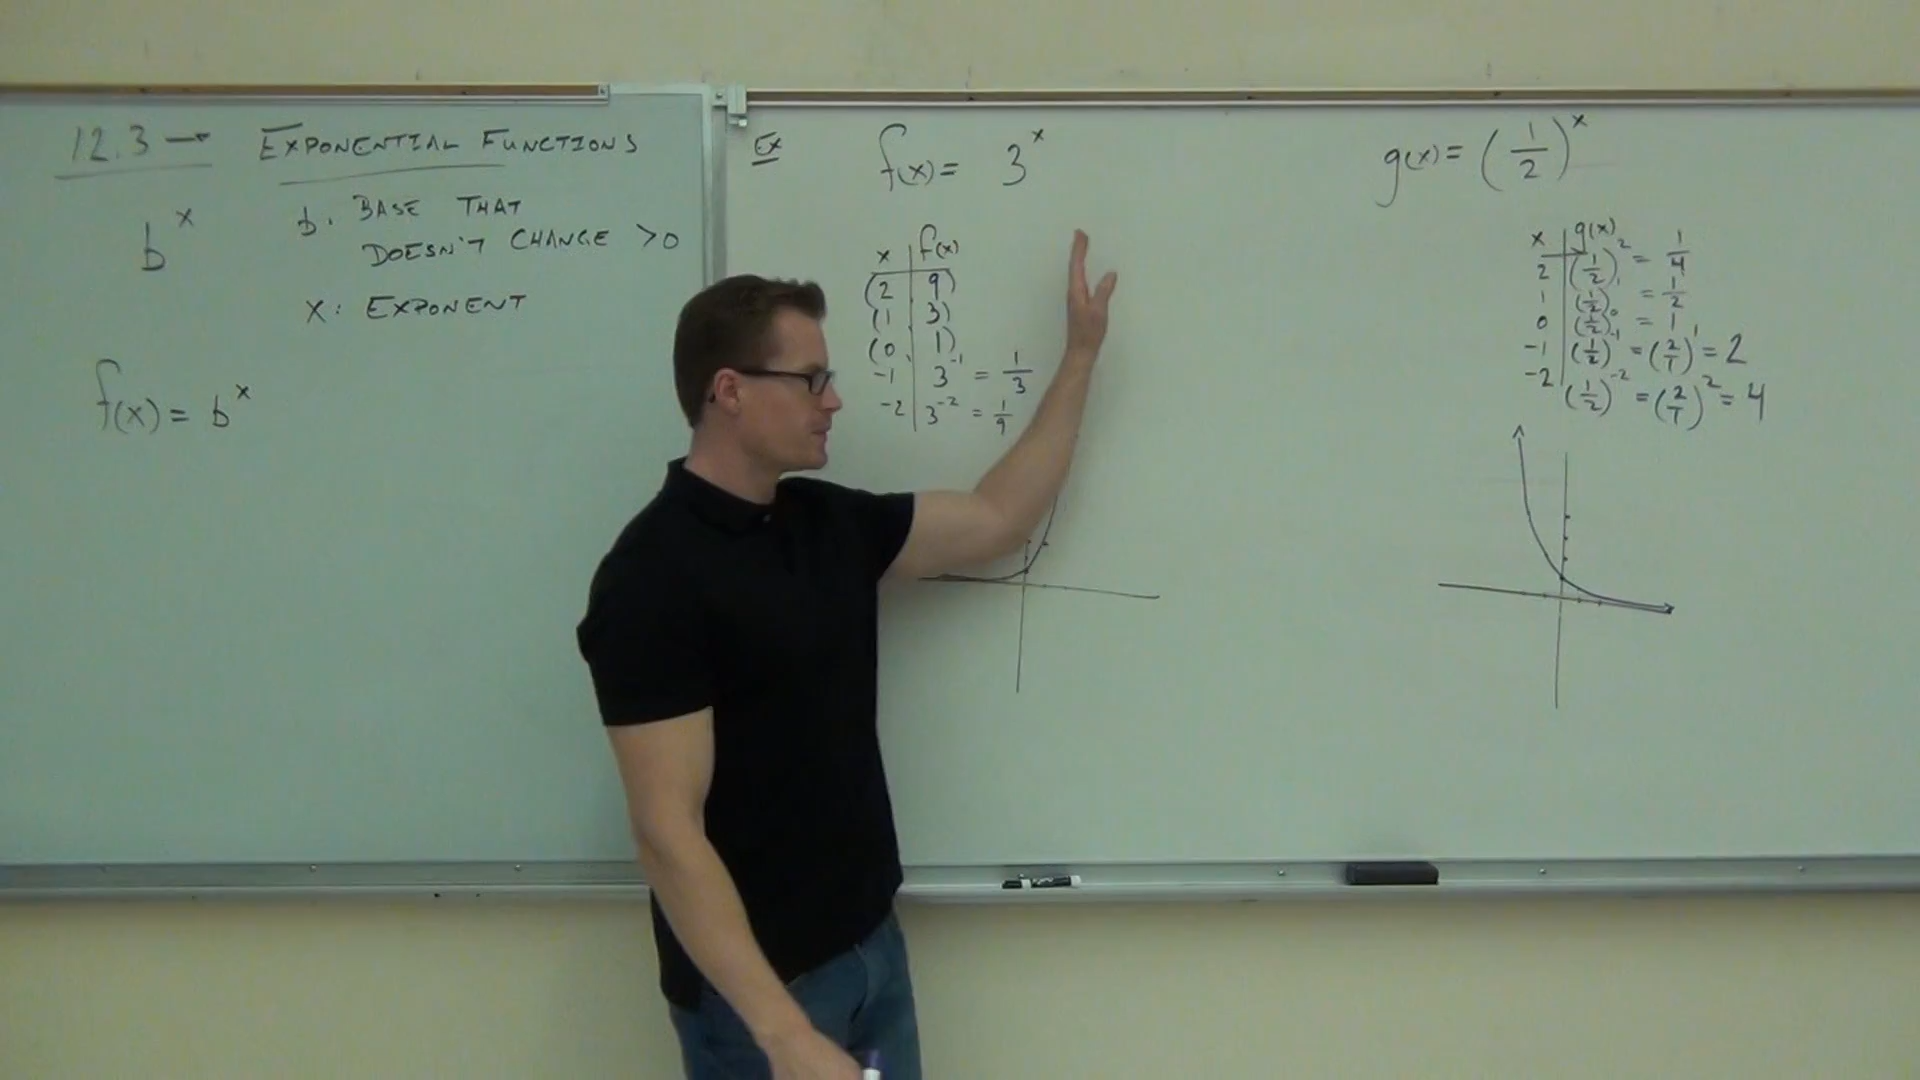 12.3 → EXPONENTIAL FUNCTIONS
b^x
b. BASE THAT
DOESN'T CHANGE >0
x: EXPONENT
f(x) = b^x
Ex
f(x) = 3^x
x f(x)
(2 9)
(1 3)
(0, 1)
-1 3^-1 = 1/3
-2 3^-2 = 1/9
g(x) = (1/2)^x
x g(x)
2 (1/2)^2 = 1/4
1 (1/2)^1 = 1/2
0 (1/2)^0 = 1
-1 (1/2)^-1 = (2/1)^1 = 2
-2 (1/2)^-2 = (2/1)^2 = 4